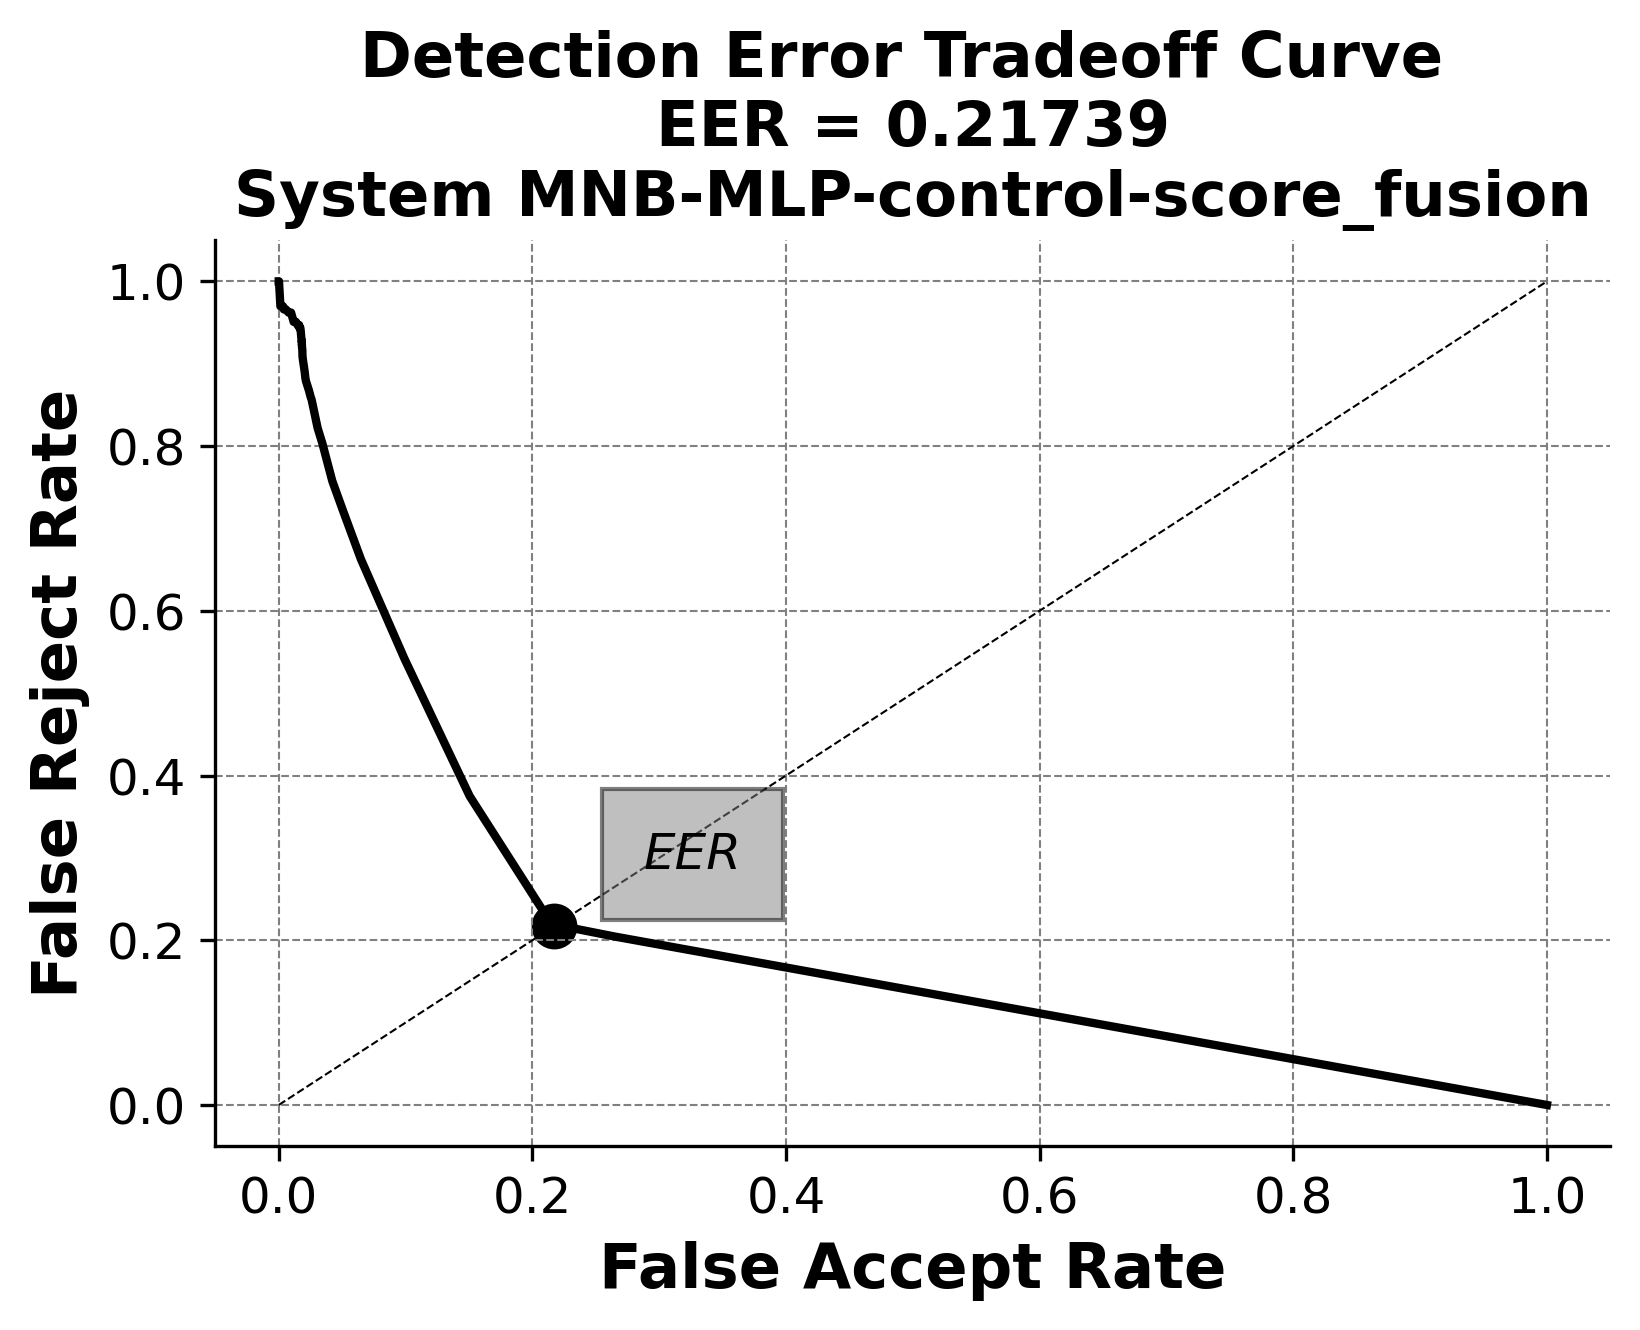 Detection Error Tradeoff Curve
EER = 0.21739
System MNB-MLP-control-score_fusion
False Reject Rate
1.0
0.8
0.6
0.4
0.2
0.0
EER
0.0 0.2 0.4 0.6 0.8 1.0
False Accept Rate